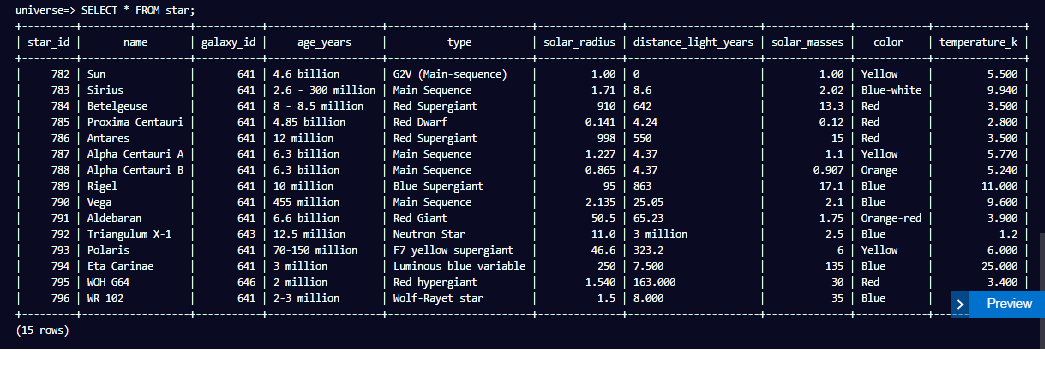 universe=> SELECT * FROM star;
star_id | name | galaxy_id | age_years | type | solar_radius | distance_light_years | solar_masses | color | temperature_k
782 | Sun | 641 | 4.6 billion | G2V (Main-sequence) | 1.00 | 0 | 1.00 | Yellow | 5.500
783 | Sirius | 641 | 2.6 - 300 million | Main Sequence | 1.71 | 8.6 | 2.02 | Blue-white | 9.940
784 | Betelgeuse | 641 | 8 - 8.5 million | Red Supergiant | 910 | 642 | 13.3 | Red | 3.500
785 | Proxima Centauri | 641 | 4.85 billion | Red Dwarf | 0.141 | 4.24 | 0.12 | Red | 2.800
786 | Antares | 641 | 12 million | Red Supergiant | 998 | 550 | 15 | Red | 3.500
787 | Alpha Centauri A | 641 | 6.3 billion | Main Sequence | 1.227 | 4.37 | 1.1 | Yellow | 5.770
788 | Alpha Centauri B | 641 | 6.3 billion | Main Sequence | 0.865 | 4.37 | 0.907 | Orange | 5.240
789 | Rigel | 641 | 10 million | Blue Supergiant | 95 | 863 | 17.1 | Blue | 11.000
790 | Vega | 641 | 455 million | Main Sequence | 2.135 | 25.05 | 2.1 | Blue | 9.600
791 | Aldebaran | 641 | 6.6 billion | Red Giant | 50.5 | 65.23 | 1.75 | Orange-red | 3.900
792 | Triangulum X-1 | 643 | 12.5 million | Neutron Star | 11.0 | 3 million | 2.5 | Blue | 1.2
793 | Polaris | 641 | 70-150 million | F7 yellow supergiant | 46.6 | 323.2 | 6 | Yellow | 6.000
794 | Eta Carinae | 641 | 3 million | Luminous blue variable | 250 | 7.500 | 135 | Blue | 25.000
795 | WOH G64 | 646 | 2 million | Red hypergiant | 1.540 | 163.000 | 30 | Red | 3.400
796 | WR 102 | 641 | 2-3 million | Wolf-Rayet star | 1.5 | 8.000 | 35 | Blue
> Preview
(15 rows)